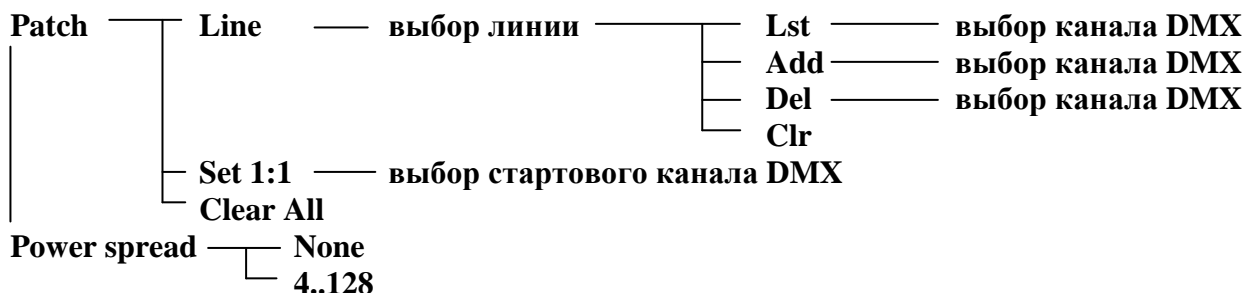 Patch Line выбор линии Lst выбор канала DMX
Add выбор канала DMX
Del выбор канала DMX
Clr
Set 1:1 выбор стартового канала DMX
Clear All
Power spread None
4..128